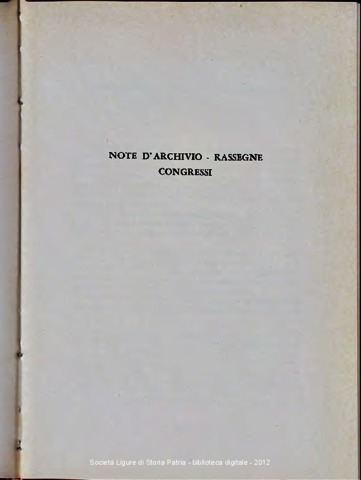 NOTE D'ARCHIVIO - RASSEGNE
CONGRESSI
Società Ligure di Storia Patria - biblioteca digitale - 2012